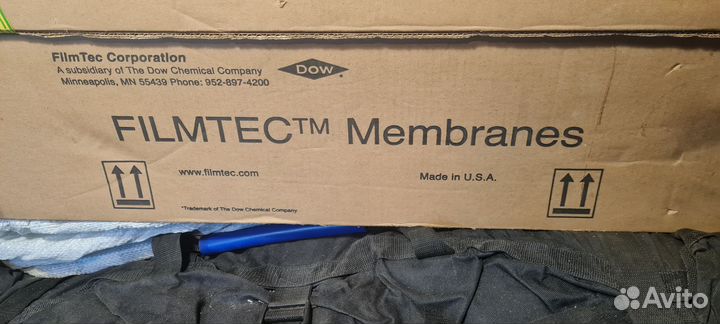 FilmTec Corporation
A subsidiary of The Dow Chemical Company
Minneapolis, MN 55439 Phone: 952-897-4200
DOW
FILMTEC™ Membranes
www.filmtec.com
Made in U.S.A.
*Trademark of The Dow Chemical Company
Avito